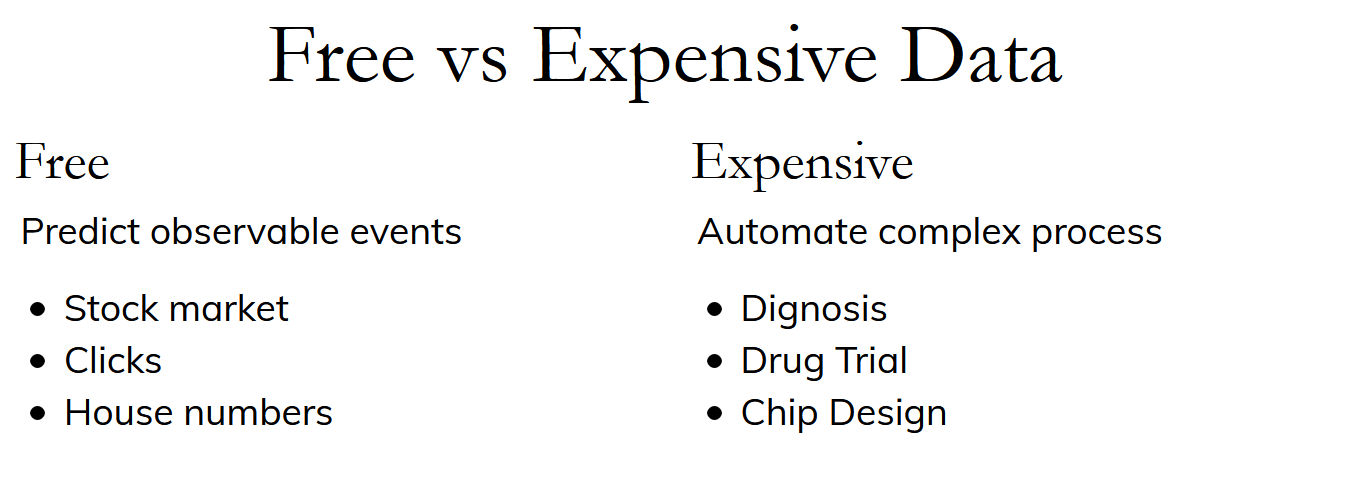 Free vs Expensive Data
Free
Predict observable events
Stock market
Clicks
House numbers
Expensive
Automate complex process
Dignosis
Drug Trial
Chip Design